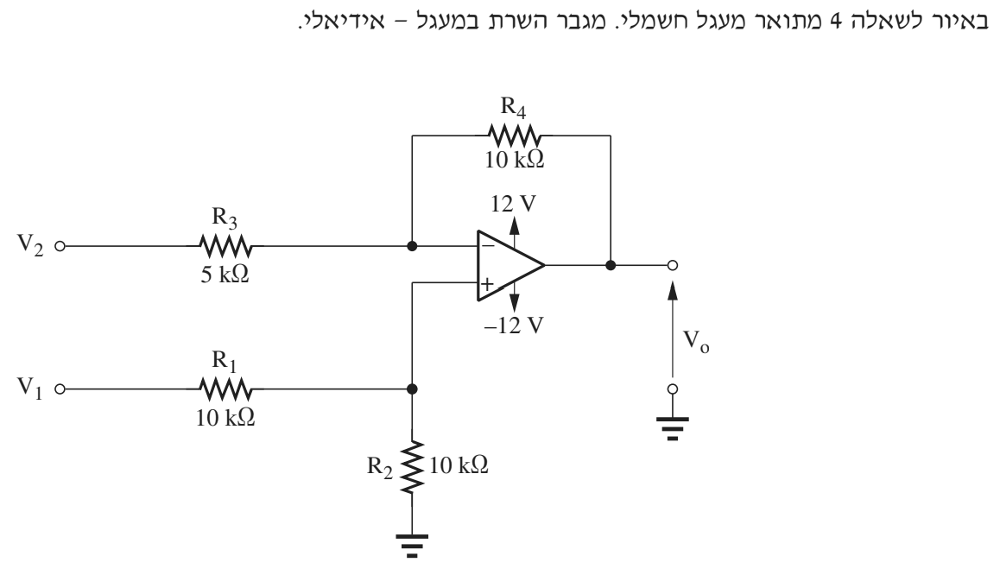 באיור לשאלה 4 מתואר מעגל חשמלי. מגבר השרת במעגל – אידיאלי.
R4
10 kΩ
12 V
R3
V2
5 kΩ
−
+
–12 V
Vo
R1
V1
10 kΩ
R2 10 kΩ